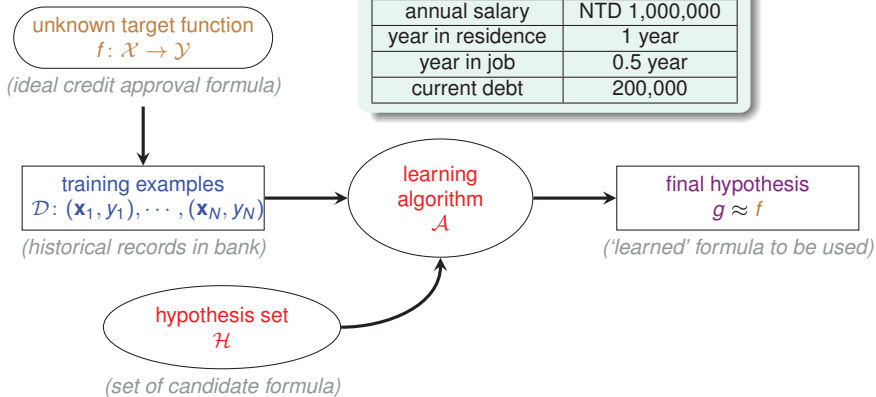 unknown target function
f: 𝒳 → 𝒴
(ideal credit approval formula)
annual salary NTD 1,000,000
year in residence 1 year
year in job 0.5 year
current debt 200,000
training examples
𝒟: (x₁, y₁), ⋯ , (x_N, y_N)
(historical records in bank)
learning
algorithm
𝒜
final hypothesis
g ≈ f
('learned' formula to be used)
hypothesis set
ℋ
(set of candidate formula)